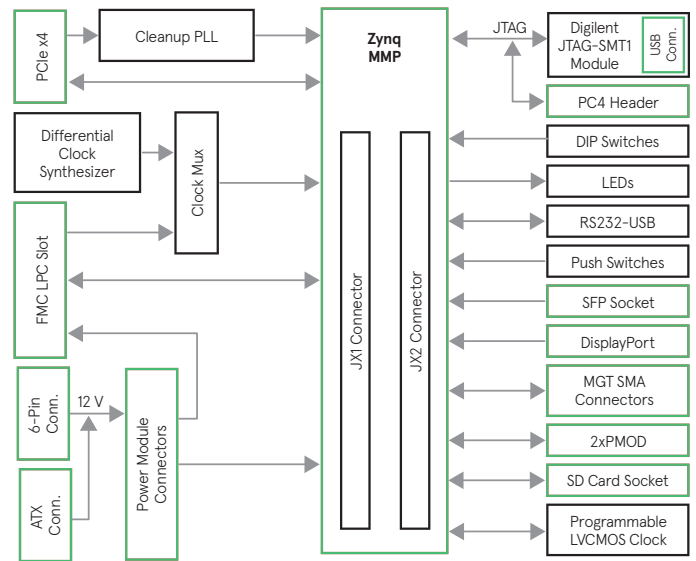 PCIe x4
Cleanup PLL
Differential
Clock
Synthesizer
Clock Mux
FMC LPC Slot
6-Pin
Conn.
12 V
ATX
Conn.
Power Module
Connectors
Zynq
MMP
JX1 Connector
JX2 Connector
JTAG
Digilent
JTAG-SMT1
Module
USB
Conn.
PC4 Header
DIP Switches
LEDs
RS232-USB
Push Switches
SFP Socket
DisplayPort
MGT SMA
Connectors
2xPMOD
SD Card Socket
Programmable
LVCMOS Clock